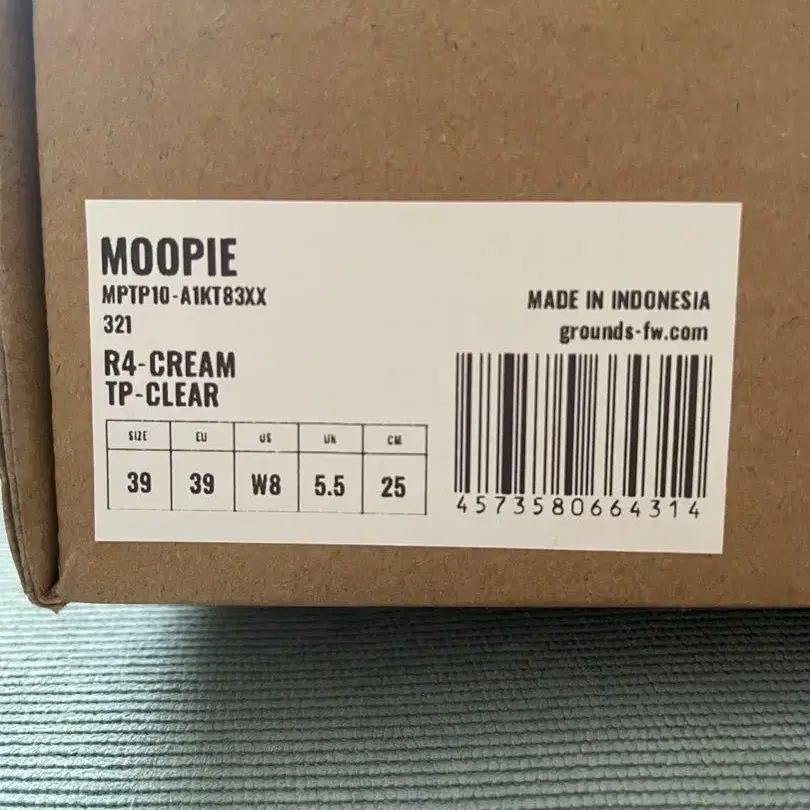 MOOPIE
MPTP10-A1KT83XX
321
R4-CREAM
TP-CLEAR
MADE IN INDONESIA
grounds-fw.com
SIZE EU US UK CM
39 39 W8 5.5 25
4573580664314